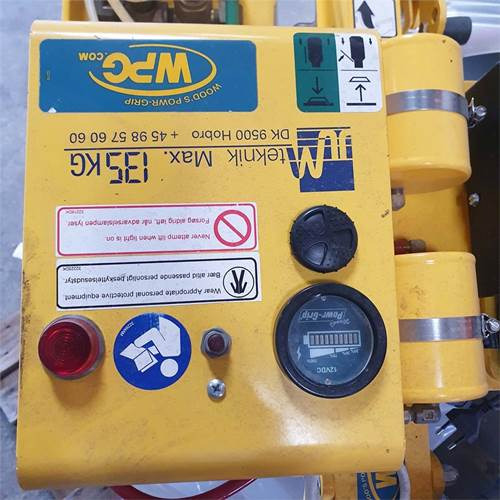 Wear Appropriate personal protective equipment.
Bær altid passende personligt beskyttelsesudstyr.
Never attempt lift when light is on.
Forsøg aldrig løft, når advarselslampen lyser.
teknik Max. 135 KG
DK 9500 Hobro + 45 98 57 60 60
WOOD'S POWR-GRIP
WPG
.COM
Powr-Grip
12VDC